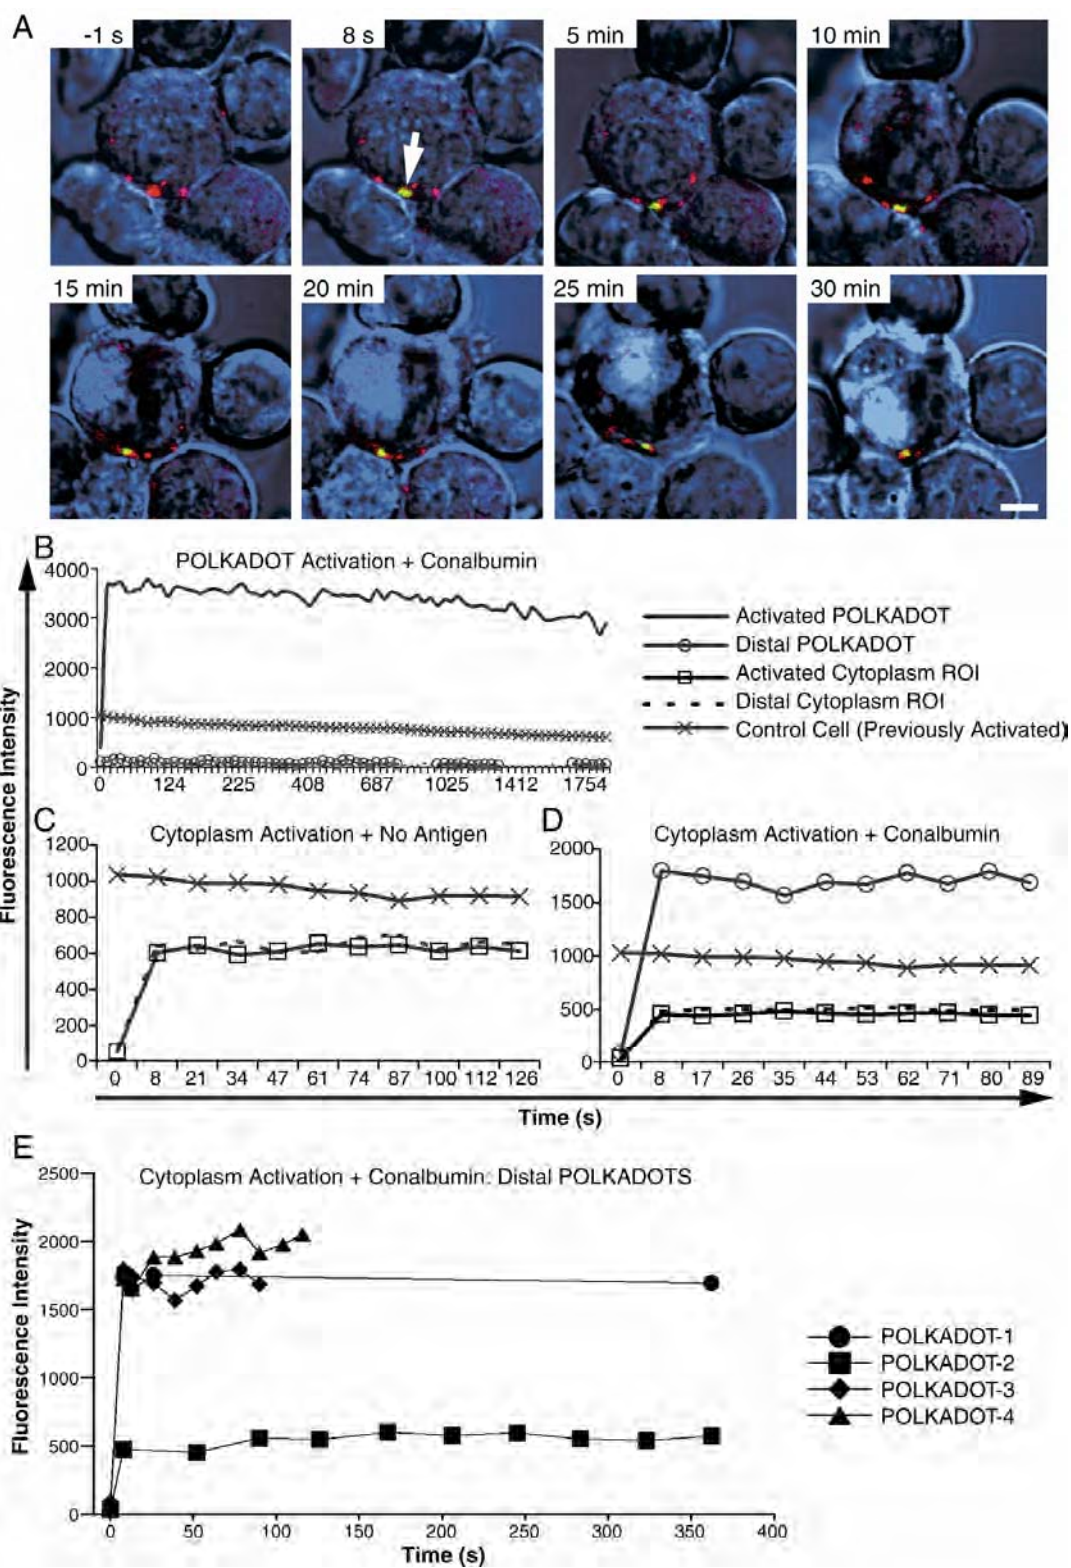 A
-1 s
8 s
5 min
10 min
15 min
20 min
25 min
30 min
B
POLKADOT Activation + Conalbumin
4000
3000
2000
1000
0
0 124 225 308 408 687 1025 1412 1754
Activated POLKADOT
Distal POLKADOT
Activated Cytoplasm ROI
Distal Cytoplasm ROI
Control Cell (Previously Activated)
Fluorescence Intensity
C
Cytoplasm Activation + No Antigen
1200
1000
800
600
400
200
0
0 8 21 34 47 61 74 87 100 112 126
D
Cytoplasm Activation + Conalbumin
2000
1500
1000
500
0
0 8 17 26 35 44 53 62 71 80 89
Time (s)
E
Cytoplasm Activation + Conalbumin: Distal POLKADOTS
2500
2000
1500
1000
500
0
0 50 100 150 200 250 300 350 400
Fluorescence Intensity
Time (s)
POLKADOT-1
POLKADOT-2
POLKADOT-3
POLKADOT-4